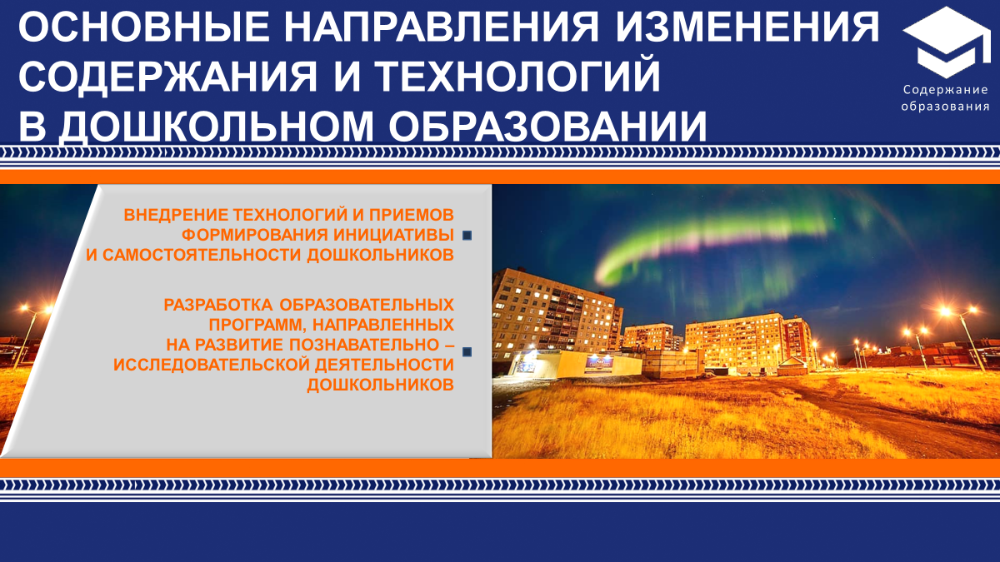 ОСНОВНЫЕ НАПРАВЛЕНИЯ ИЗМЕНЕНИЯ
СОДЕРЖАНИЯ И ТЕХНОЛОГИЙ
В ДОШКОЛЬНОМ ОБРАЗОВАНИИ
Содержание
образования
ВНЕДРЕНИЕ ТЕХНОЛОГИЙ И ПРИЕМОВ
ФОРМИРОВАНИЯ ИНИЦИАТИВЫ
И САМОСТОЯТЕЛЬНОСТИ ДОШКОЛЬНИКОВ
РАЗРАБОТКА ОБРАЗОВАТЕЛЬНЫХ
ПРОГРАММ, НАПРАВЛЕННЫХ
НА РАЗВИТИЕ ПОЗНАВАТЕЛЬНО –
ИССЛЕДОВАТЕЛЬСКОЙ ДЕЯТЕЛЬНОСТИ
ДОШКОЛЬНИКОВ